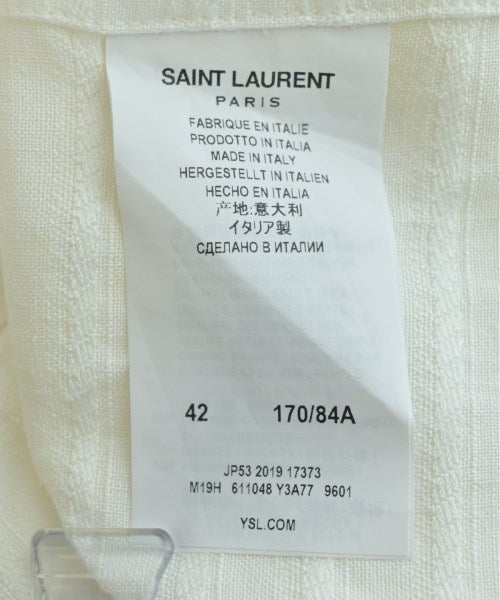 SAINT LAURENT
PARIS
FABRIQUE EN ITALIE
PRODOTTO IN ITALIA
MADE IN ITALY
HERGESTELLT IN ITALIEN
HECHO EN ITALIA
产地:意大利
イタリア製
СДЕЛАНО В ИТАЛИИ
42 170/84A
JP53 2019 17373
M19H 611048 Y3A77 9601
YSL.COM